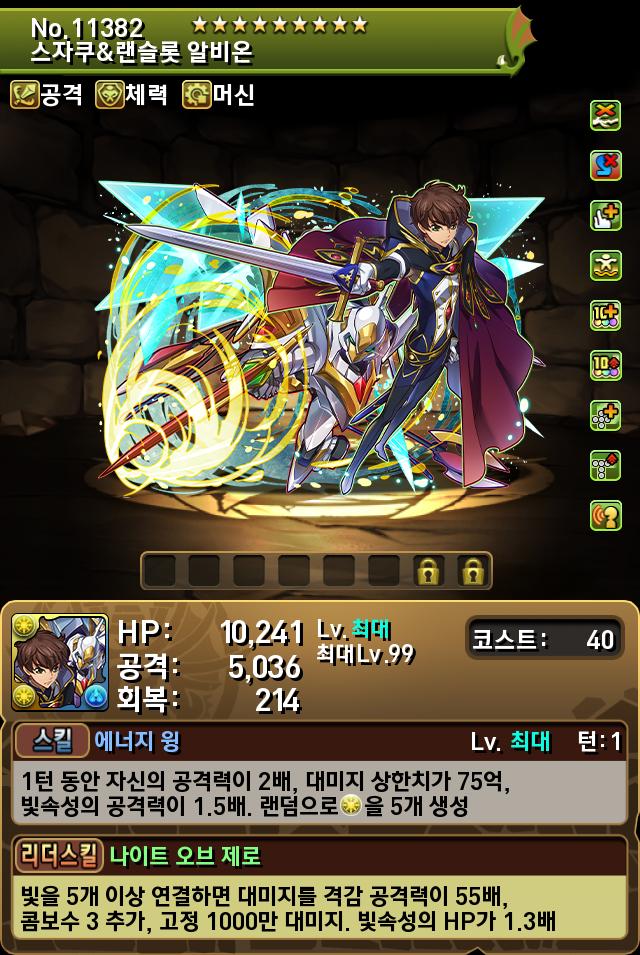 No.11382 ★★★★★★★★★
스자쿠&랜슬롯 알비온
공격 체력 머신
HP: 10,241 Lv.최대
공격: 5,036 최대Lv.99
회복: 214
코스트: 40
스킬 에너지 윙 Lv. 최대 턴:1
1턴 동안 자신의 공격력이 2배, 대미지 상한치가 75억,
빛속성의 공격력이 1.5배. 랜덤으로 을 5개 생성
리더스킬 나이트 오브 제로
빛을 5개 이상 연결하면 대미지를 격감 공격력이 55배,
콤보수 3 추가, 고정 1000만 대미지. 빛속성의 HP가 1.3배